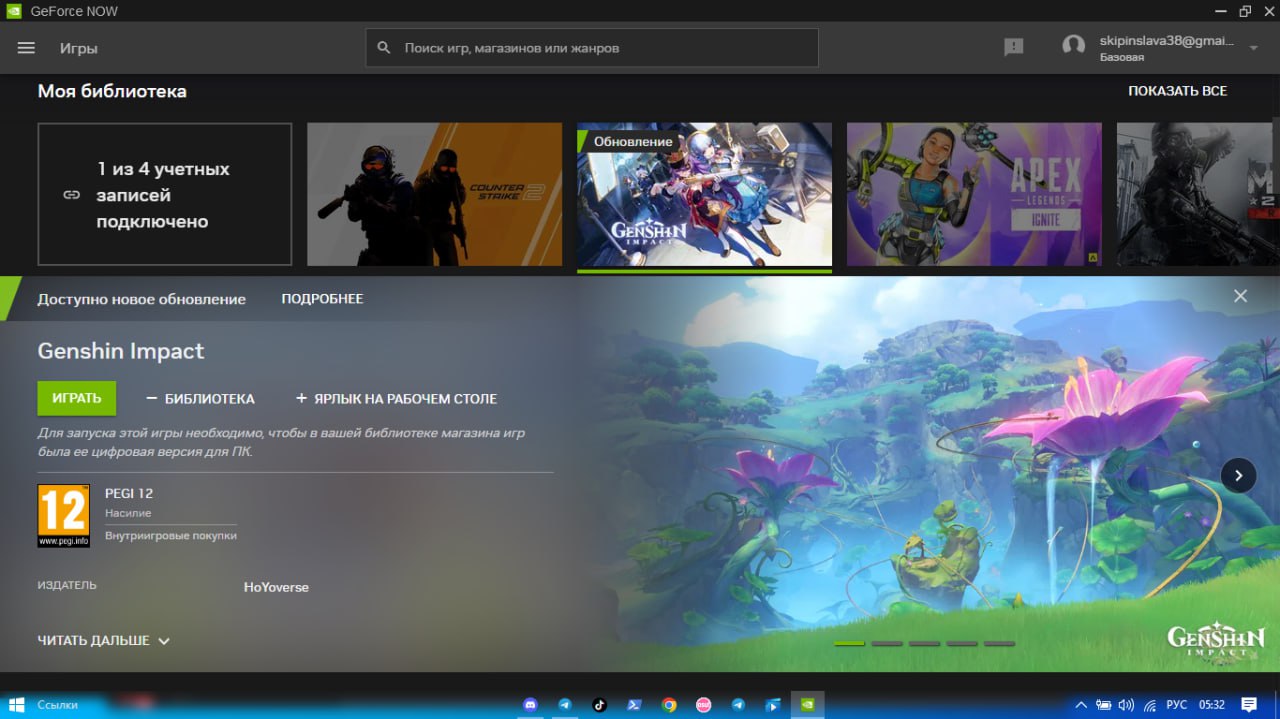 GeForce NOW
Игры
Поиск игр, магазинов или жанров
skipinslava38@gmai...
Базовая
Моя библиотека
ПОКАЗАТЬ ВСЕ
1 из 4 учетных
записей
подключено
COUNTER
STRIKE 2
Обновление
GENSHIN
IMPACT
APEX
LEGENDS
IGNITE
Доступно новое обновление
ПОДРОБНЕЕ
Genshin Impact
ИГРАТЬ
− БИБЛИОТЕКА
+ ЯРЛЫК НА РАБОЧЕМ СТОЛЕ
Для запуска этой игры необходимо, чтобы в вашей библиотеке магазина игр
была ее цифровая версия для ПК.
12
www.pegi.info
PEGI 12
Насилие
Внутриигровые покупки
ИЗДАТЕЛЬ
HoYoverse
ЧИТАТЬ ДАЛЬШЕ
GENSHIN
IMPACT
Ссылки
osu!
РУС
05:32